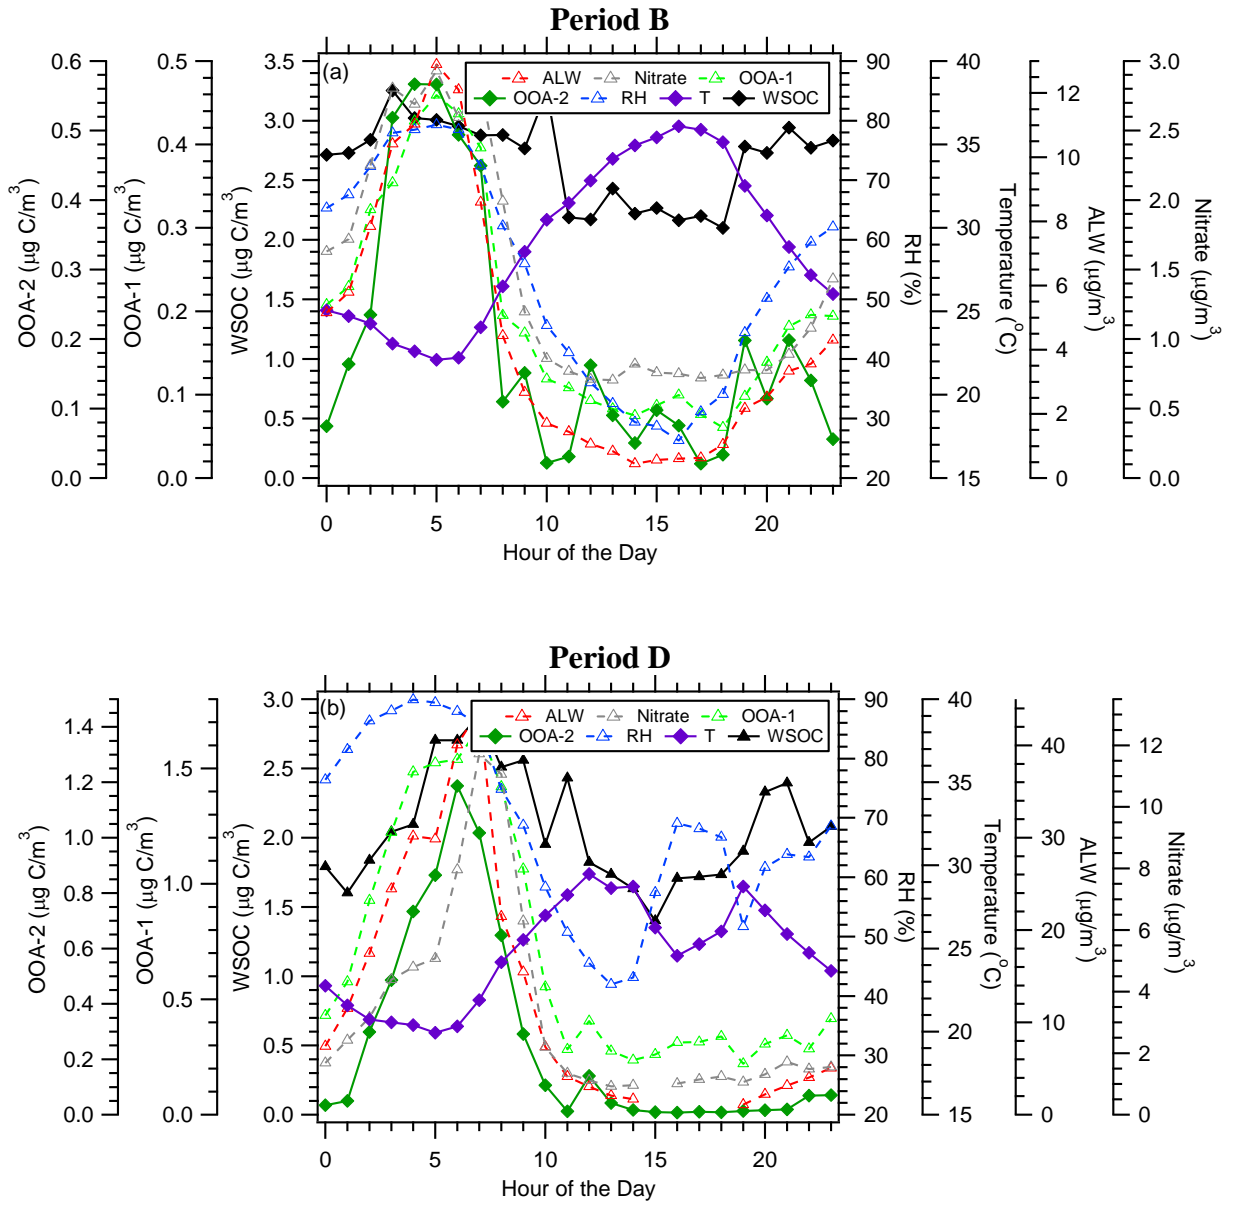 Period B
(a)
ALW Nitrate OOA-1
OOA-2 RH T WSOC
0.6 0.5 0.4 0.3 0.2 0.1 0.0
OOA-2 (µg C/m3)
0.5 0.4 0.3 0.2 0.1 0.0
OOA-1 (µg C/m3)
3.5 3.0 2.5 2.0 1.5 1.0 0.5 0.0
WSOC (µg C/m3)
90 80 70 60 50 40 30 20
RH (%)
40 35 30 25 20 15
Temperature (°C)
12 10 8 6 4 2 0
ALW (µg/m3)
3.0 2.5 2.0 1.5 1.0 0.5 0.0
Nitrate (µg/m3)
0 5 10 15 20
Hour of the Day
Period D
(b)
ALW Nitrate OOA-1
OOA-2 RH T WSOC
1.4 1.2 1.0 0.8 0.6 0.4 0.2 0.0
OOA-2 (µg C/m3)
1.5 1.0 0.5 0.0
OOA-1 (µg C/m3)
3.0 2.5 2.0 1.5 1.0 0.5 0.0
WSOC (µg C/m3)
90 80 70 60 50 40 30 20
RH (%)
40 35 30 25 20 15
Temperature (°C)
40 30 20 10 0
ALW (µg/m3)
12 10 8 6 4 2 0
Nitrate (µg/m3)
0 5 10 15 20
Hour of the Day